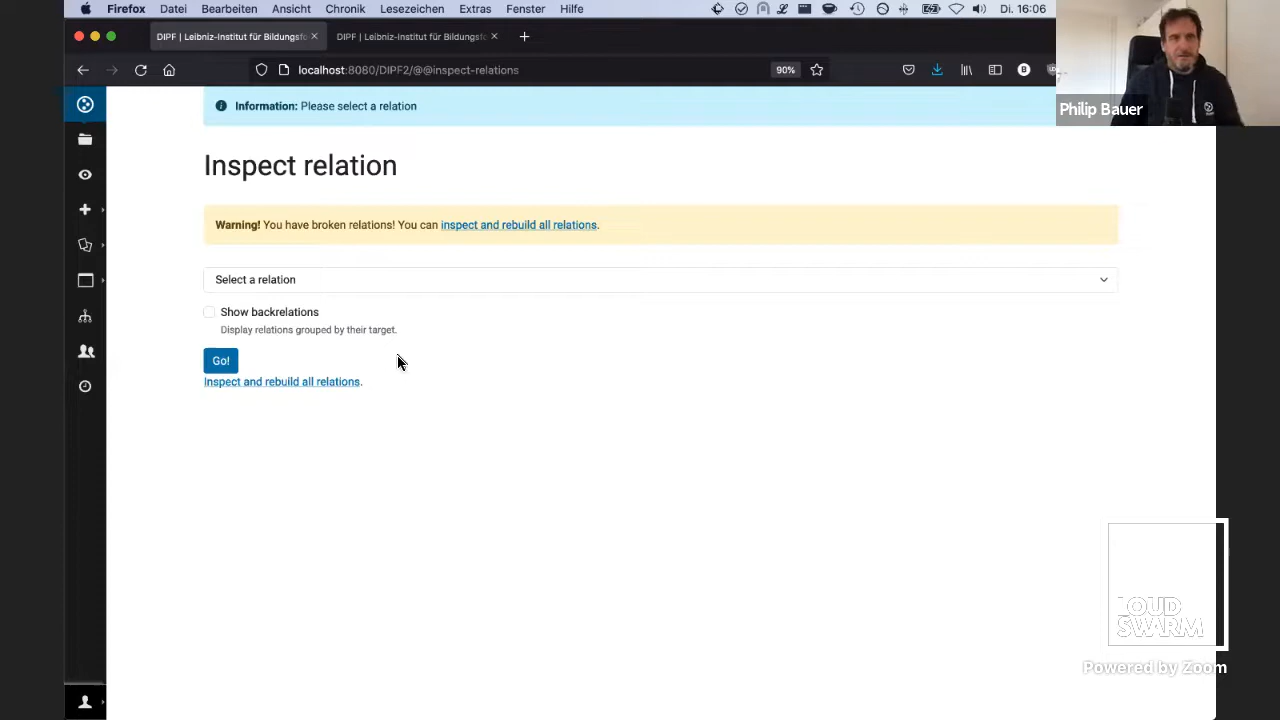 Firefox Datei Bearbeiten Ansicht Chronik Lesezeichen Extras Fenster Hilfe Di. 16:06
DIPF | Leibniz-Institut für Bildungsfo DIPF | Leibniz-Institut für Bildungsfo
localhost:8080/DIPF2/@@inspect-relations 90%
Philip Bauer
Information: Please select a relation
Inspect relation
Warning! You have broken relations! You can inspect and rebuild all relations.
Select a relation
Show backrelations
Display relations grouped by their target.
Go!
Inspect and rebuild all relations.
LOUD
SWARM
Powered by Zoom